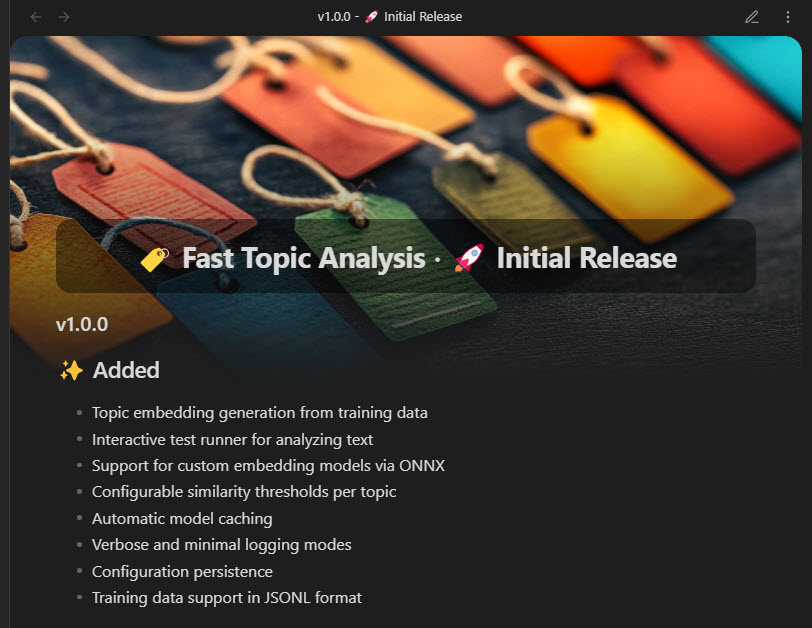 v1.0.0 - 🚀 Initial Release
🏷️ Fast Topic Analysis · 🚀 Initial Release
v1.0.0
✨ Added
• Topic embedding generation from training data
• Interactive test runner for analyzing text
• Support for custom embedding models via ONNX
• Configurable similarity thresholds per topic
• Automatic model caching
• Verbose and minimal logging modes
• Configuration persistence
• Training data support in JSONL format